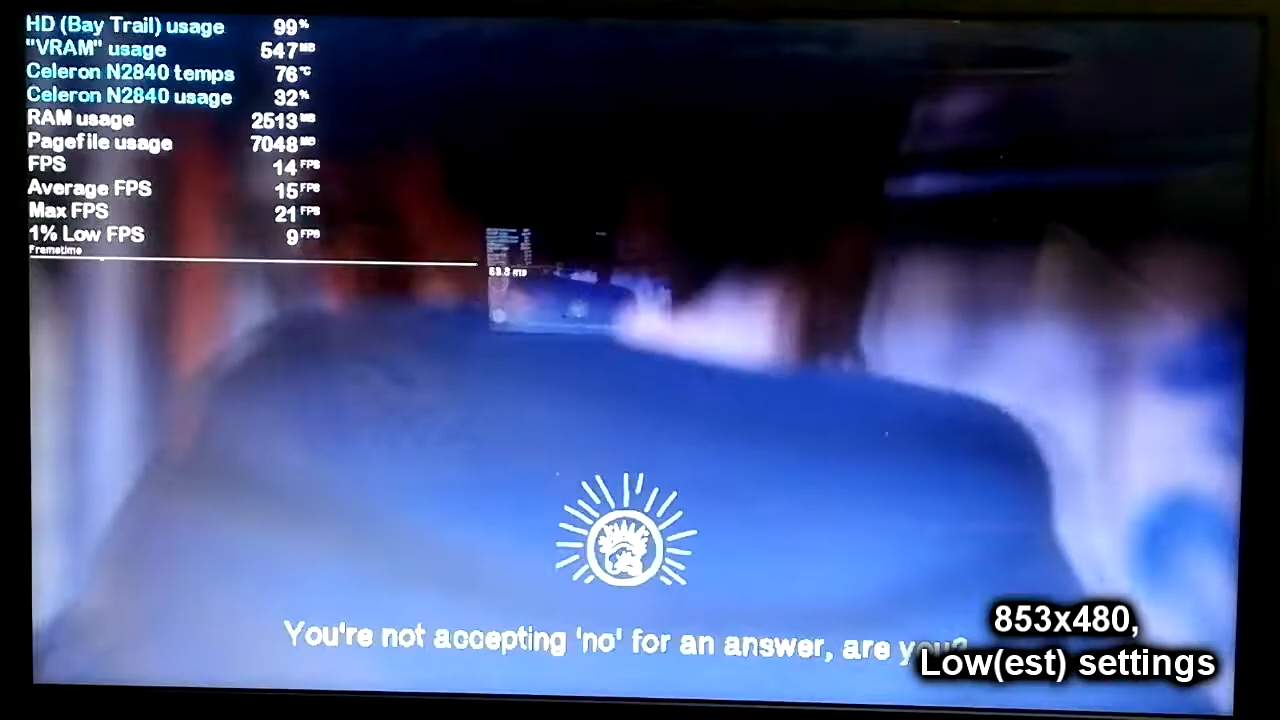 HD (Bay Trail) usage 99%
"VRAM" usage 547MB
Celeron N2840 temps 76°C
Celeron N2840 usage 32%
RAM usage 2513MB
Pagefile usage 7048MB
FPS 14FPS
Average FPS 15FPS
Max FPS 21FPS
1% Low FPS 9FPS
Frametime
You're not accepting 'no' for an answer, are you?
853x480,
Low(est) settings